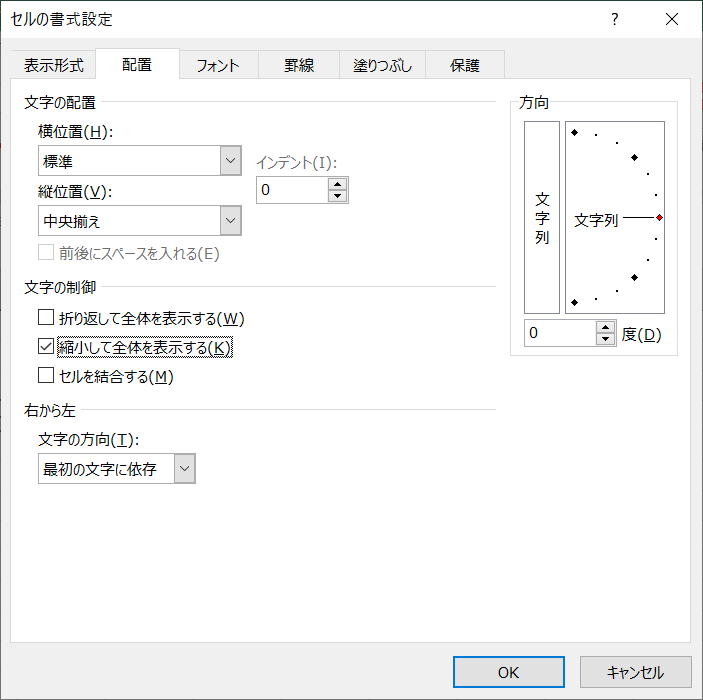 セルの書式設定
?
表示形式 配置 フォント 罫線 塗りつぶし 保護
文字の配置
横位置(H):
標準
インデント(I):
0
縦位置(V):
中央揃え
前後にスペースを入れる(E)
文字の制御
折り返して全体を表示する(W)
縮小して全体を表示する(K)
セルを結合する(M)
右から左
文字の方向(T):
最初の文字に依存
方向
文字列
文字列
0 度(D)
OK キャンセル